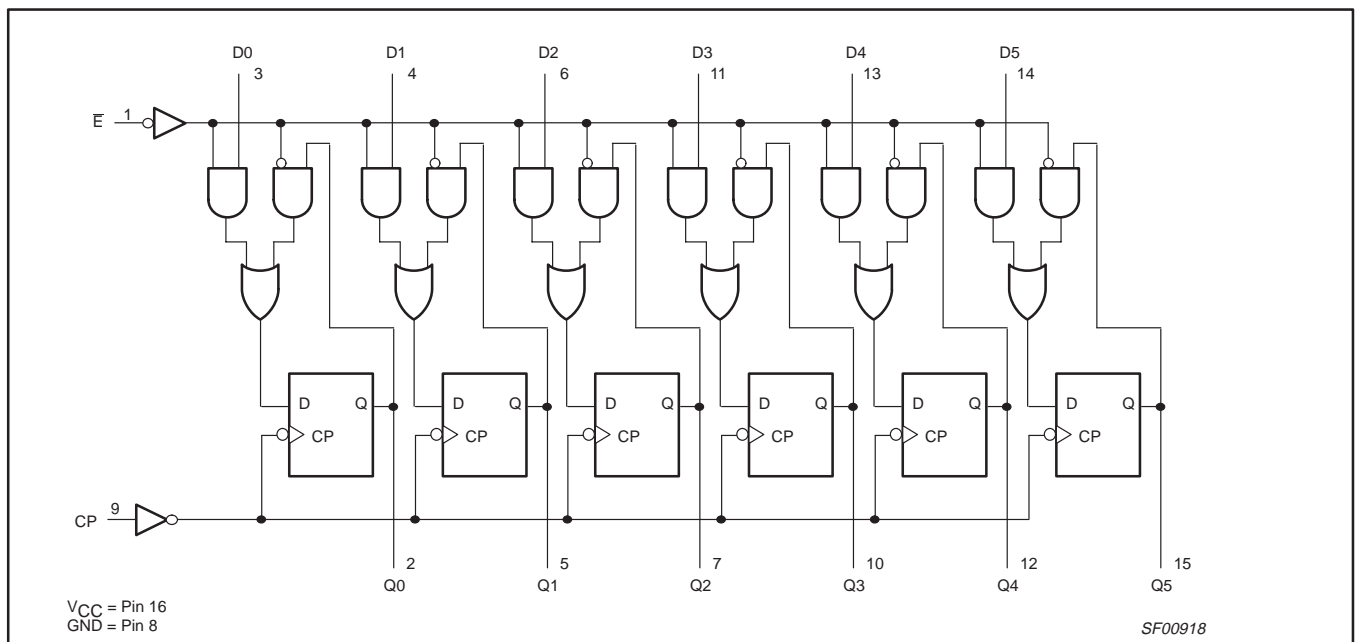 D0 D1 D2 D3 D4 D5
3 4 6 11 13 14
E̅ 1
D Q D Q D Q D Q D Q D Q
CP CP CP CP CP CP
CP 9
2 5 7 10 12 15
Q0 Q1 Q2 Q3 Q4 Q5
VCC = Pin 16
GND = Pin 8
SF00918